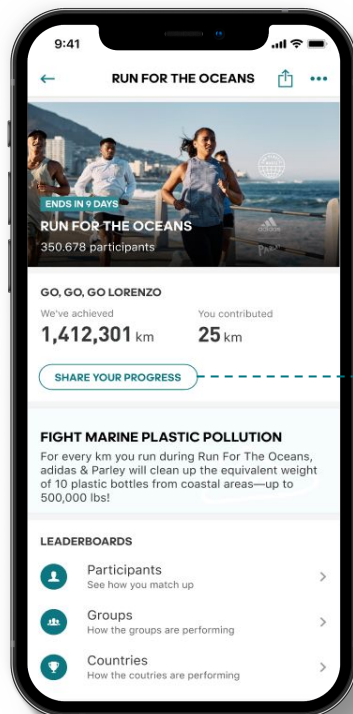 9:41
RUN FOR THE OCEANS
ENDS IN 9 DAYS
RUN FOR THE OCEANS
350.678 participants
adidas
GO, GO, GO LORENZO
We've achieved
You contributed
1,412,301 km
25 km
SHARE YOUR PROGRESS
FIGHT MARINE PLASTIC POLLUTION
For every km you run during Run For The Oceans,
adidas & Parley will clean up the equivalent weight
of 10 plastic bottles from coastal areas—up to
500,000 lbs!
LEADERBOARDS
Participants
See how you match up
Groups
How the groups are performing
Countries
How the coutries are performing